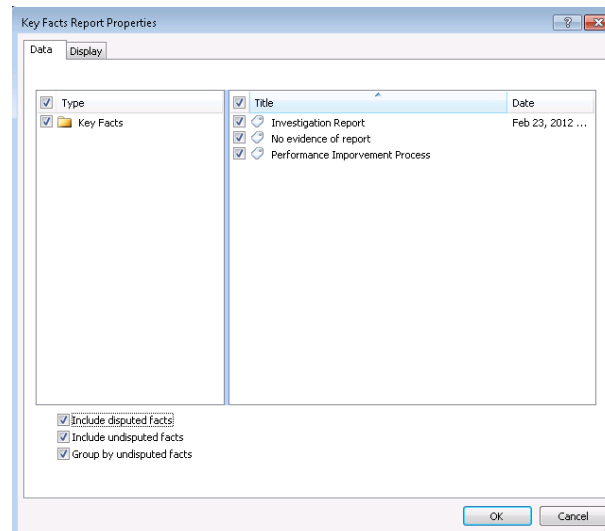 Key Facts Report Properties
Data Display
Type Title Date
Key Facts Investigation Report Feb 23, 2012 ...
No evidence of report
Performance Imporvement Process
Include disputed facts
Include undisputed facts
Group by undisputed facts
OK Cancel